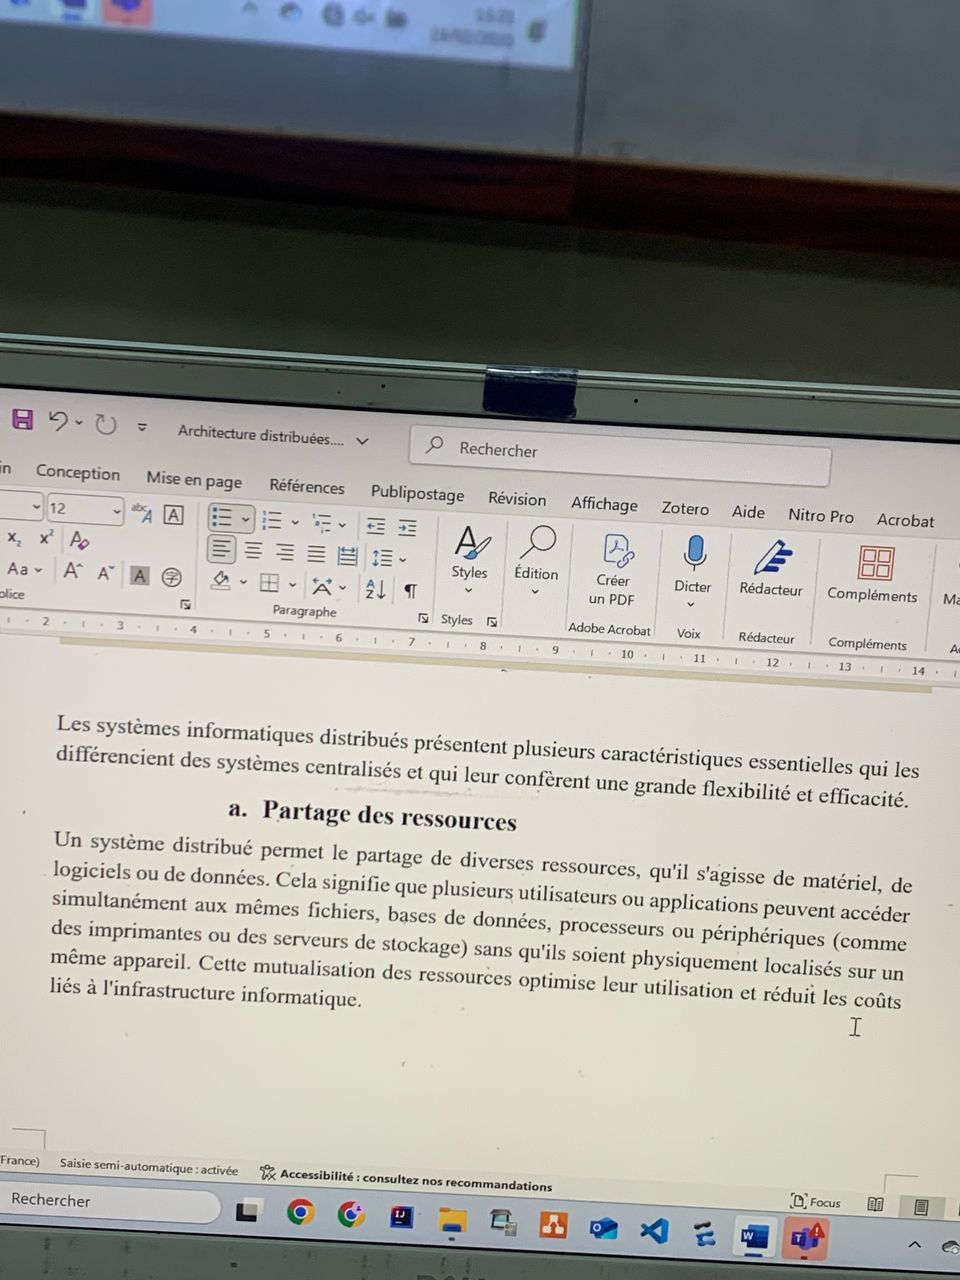 Architecture distribuées....
Rechercher
Conception Mise en page Références Publipostage Révision Affichage Zotero Aide Nitro Pro Acrobat
12
Aa
Styles
Édition
Créer
un PDF
Dicter
Rédacteur
Compléments
Paragraphe
Styles
Adobe Acrobat
Voix
Rédacteur
Compléments
2 3 4 5 6 7 8 9 10 11 12 13 14
Les systèmes informatiques distribués présentent plusieurs caractéristiques essentielles qui les
différencient des systèmes centralisés et qui leur confèrent une grande flexibilité et efficacité.
a. Partage des ressources
Un système distribué permet le partage de diverses ressources, qu'il s'agisse de matériel, de
logiciels ou de données. Cela signifie que plusieurs utilisateurs ou applications peuvent accéder
simultanément aux mêmes fichiers, bases de données, processeurs ou périphériques (comme
des imprimantes ou des serveurs de stockage) sans qu'ils soient physiquement localisés sur un
même appareil. Cette mutualisation des ressources optimise leur utilisation et réduit les coûts
liés à l'infrastructure informatique.
France) Saisie semi-automatique : activée Accessibilité : consultez nos recommandations Focus
Rechercher